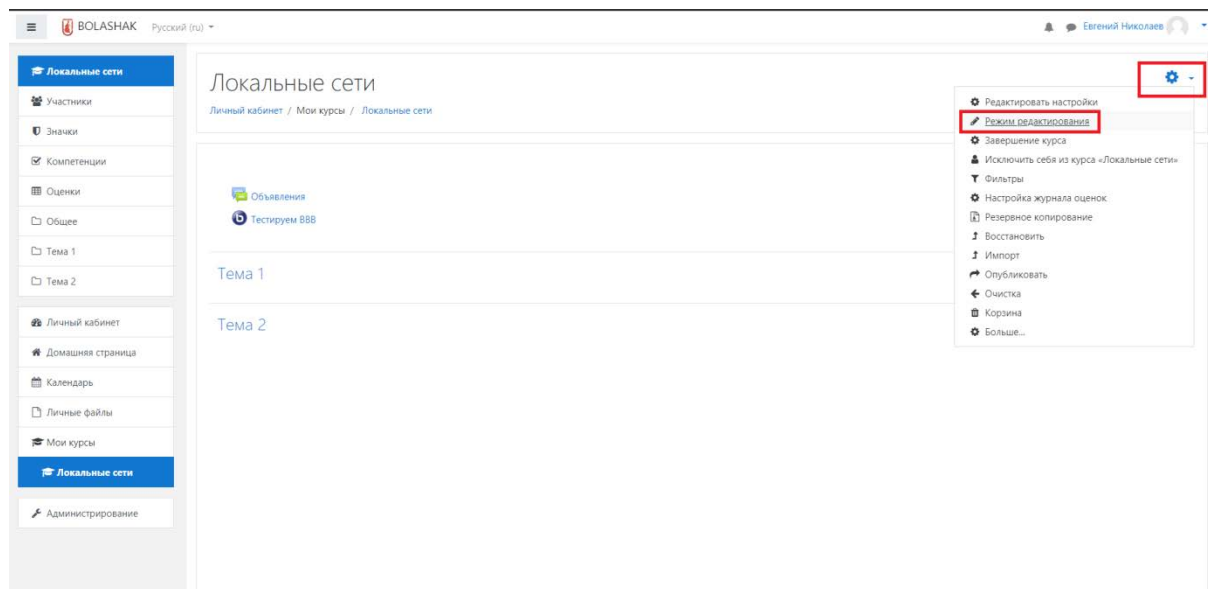 BOLASHAK Русский (ru)
Евгений Николаев
Локальные сети
Участники
Значки
Компетенции
Оценки
Общее
Тема 1
Тема 2
Личный кабинет
Домашняя страница
Календарь
Личные файлы
Мои курсы
Локальные сети
Администрирование
Локальные сети
Личный кабинет / Мои курсы / Локальные сети
Объявления
Тестируем BBB
Тема 1
Тема 2
Редактировать настройки
Режим редактирования
Завершение курса
Исключить себя из курса «Локальные сети»
Фильтры
Настройка журнала оценок
Резервное копирование
Восстановить
Импорт
Опубликовать
Очистка
Корзина
Больше...